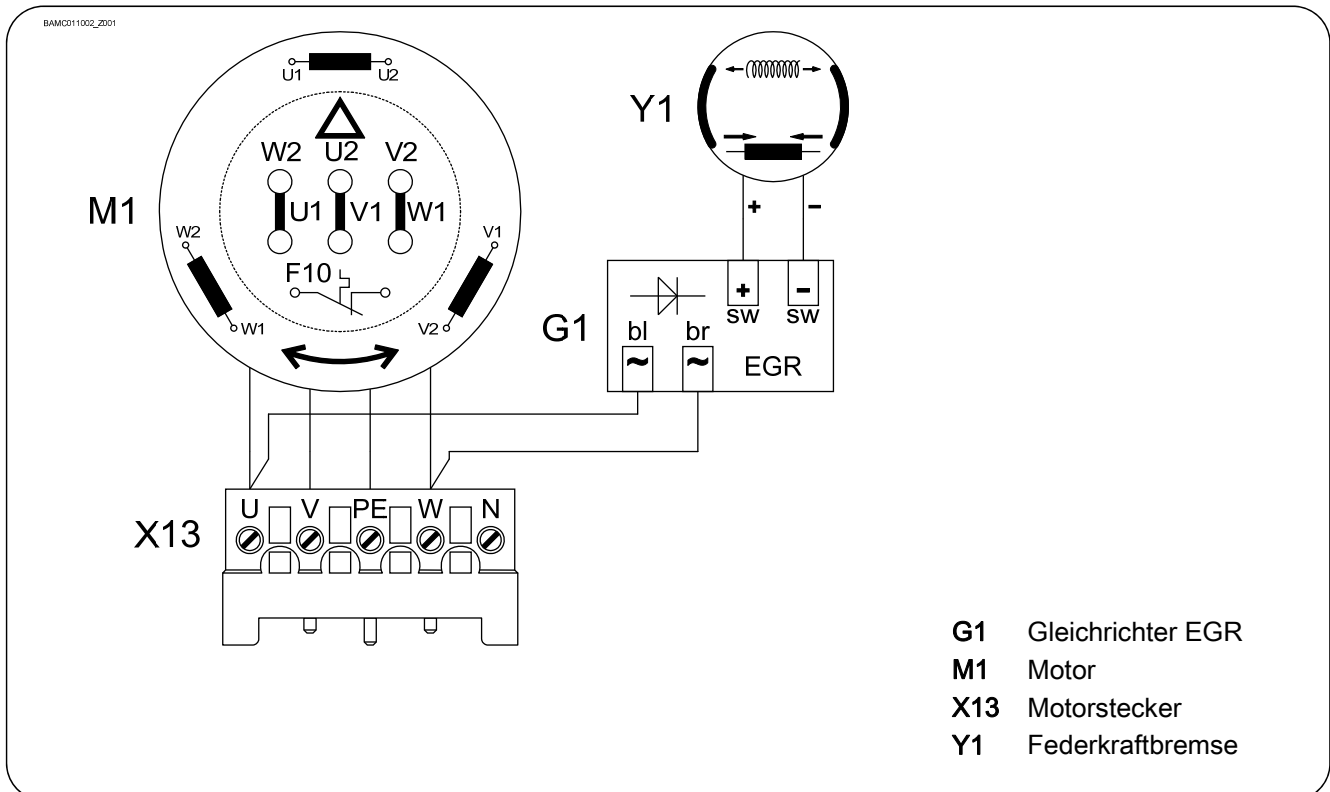 BAMC011002_Z001
U1 U2
Y1
W2 U2 V2
M1
U1 V1 W1
W2
V1
+ -
F10
+ -
sw sw
G1
bl br
W1
V2
~ ~
EGR
U V PE W N
X13
G1 Gleichrichter EGR
M1 Motor
X13 Motorstecker
Y1 Federkraftbremse